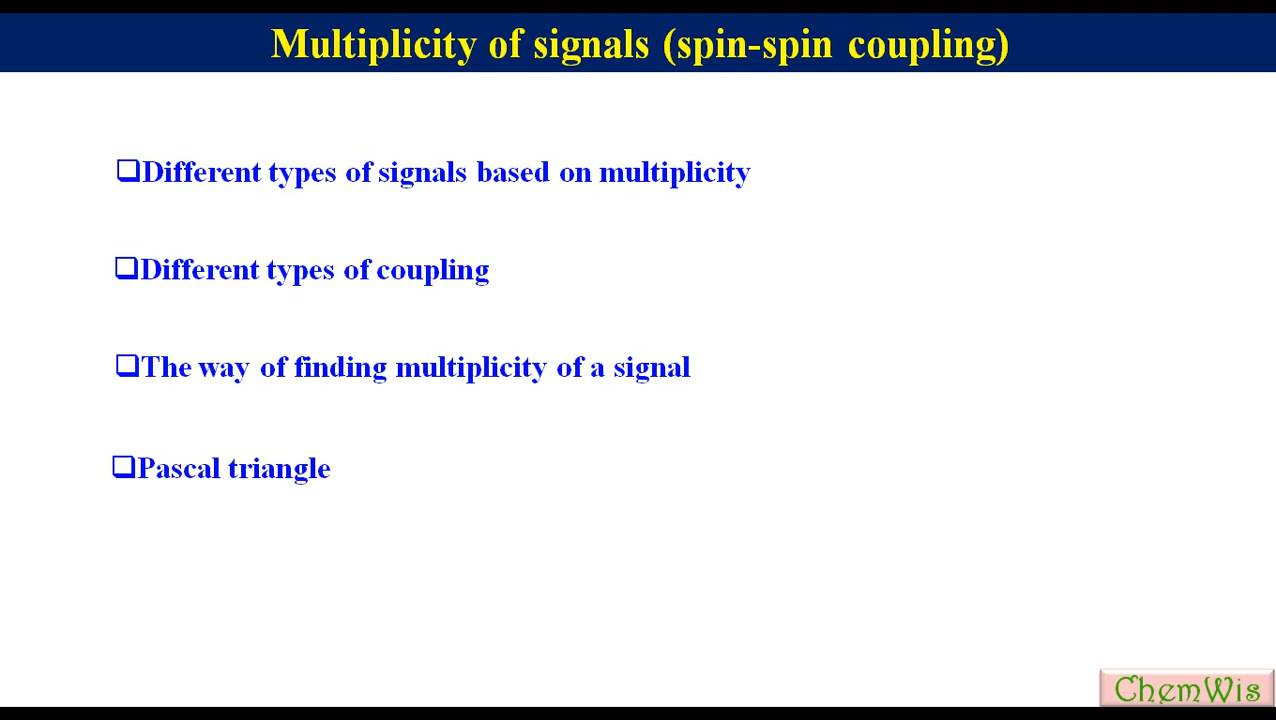 Multiplicity of signals (spin-spin coupling)
❑Different types of signals based on multiplicity
❑Different types of coupling
❑The way of finding multiplicity of a signal
❑Pascal triangle
ChemWis